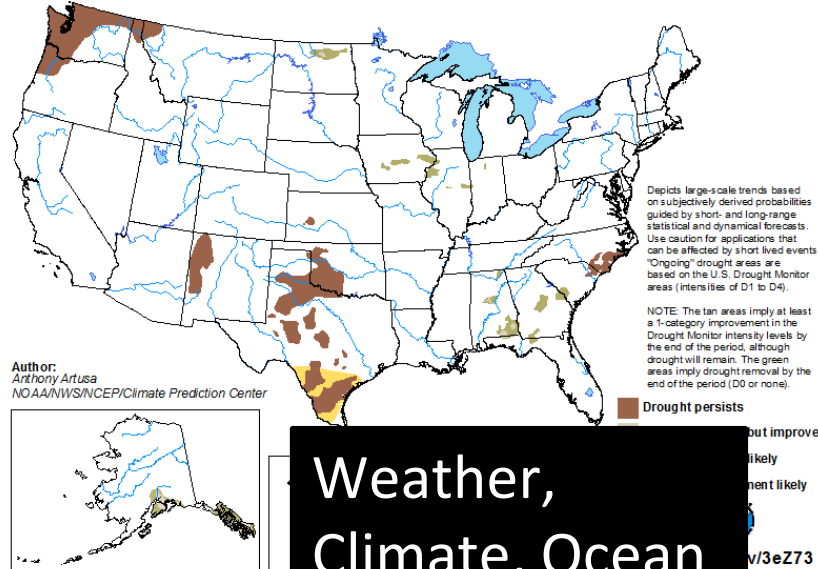 Depicts large-scale trends based
on subjectively derived probabilities
guided by short- and long-range
statistical and dynamical forecasts.
Use caution for applications that
can be affected by short lived events
"Ongoing" drought areas are
based on the U.S. Drought Monitor
areas (intensities of D1 to D4).
NOTE: The tan areas imply at least
a 1-category improvement in the
Drought Monitor intensity levels by
the end of the period, although
drought will remain. The green
areas imply drought removal by the
end of the period (D0 or none).
Author:
Anthony Artusa
NOAA/NWS/NCEP/Climate Prediction Center
Drought persists
but improve
likely
ment likely
v/3eZ73
Weather,
Climate, Ocean